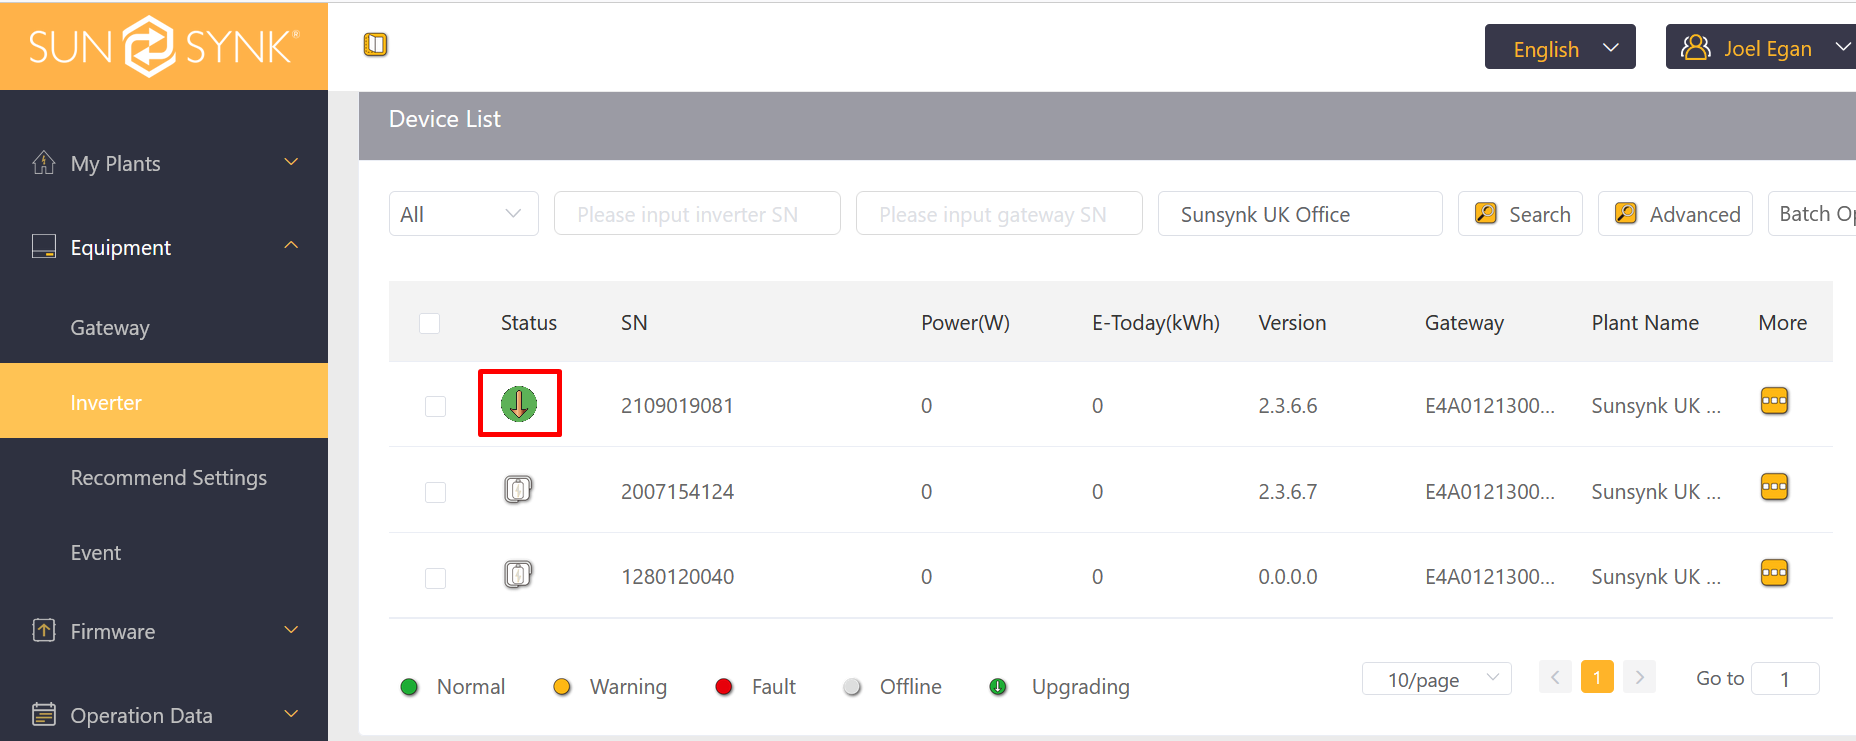 SUN SYNK®
English
Joel Egan
My Plants
Equipment
Gateway
Inverter
Recommend Settings
Event
Firmware
Operation Data
Device List
All
Please input inverter SN
Please input gateway SN
Sunsynk UK Office
Search
Advanced
Batch Op
Status SN Power(W) E-Today(kWh) Version Gateway Plant Name More
2109019081 0 0 2.3.6.6 E4A0121300... Sunsynk UK ...
2007154124 0 0 2.3.6.7 E4A0121300... Sunsynk UK ...
1280120040 0 0 0.0.0.0 E4A0121300... Sunsynk UK ...
Normal Warning Fault Offline Upgrading
10/page < 1 > Go to 1